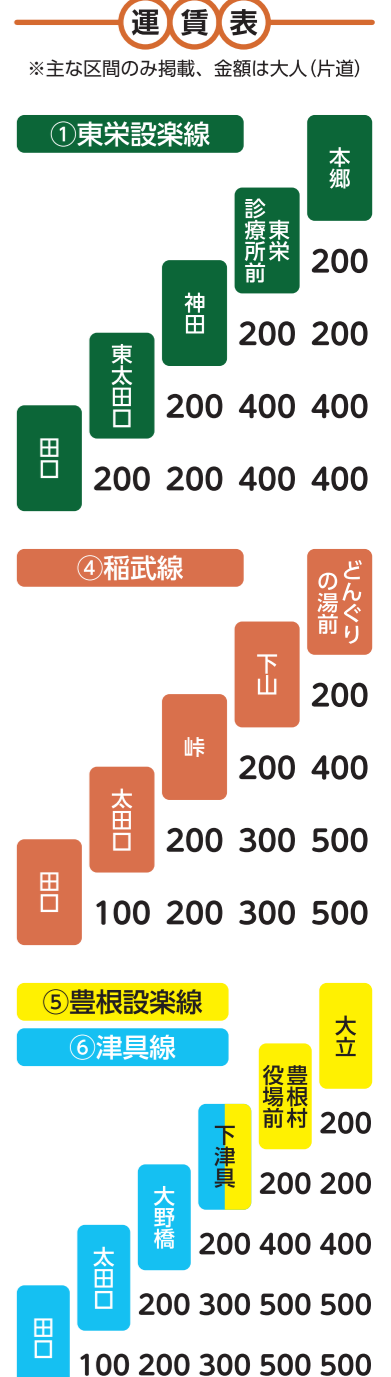 運賃表
※主な区間のみ掲載、金額は大人(片道)
①東栄設楽線
本郷
東栄
診療所前
200
神田
200 200
東太田口
200 400 400
田口
200 200 400 400
④稲武線
どんぐり
の湯前
下山
200
峠
200 400
太田口
200 300 500
田口
100 200 300 500
⑤豊根設楽線
⑥津具線
大立
豊根村
役場前
200
下津具
200 200
大野橋
200 400 400
太田口
200 300 500 500
田口
100 200 300 500 500